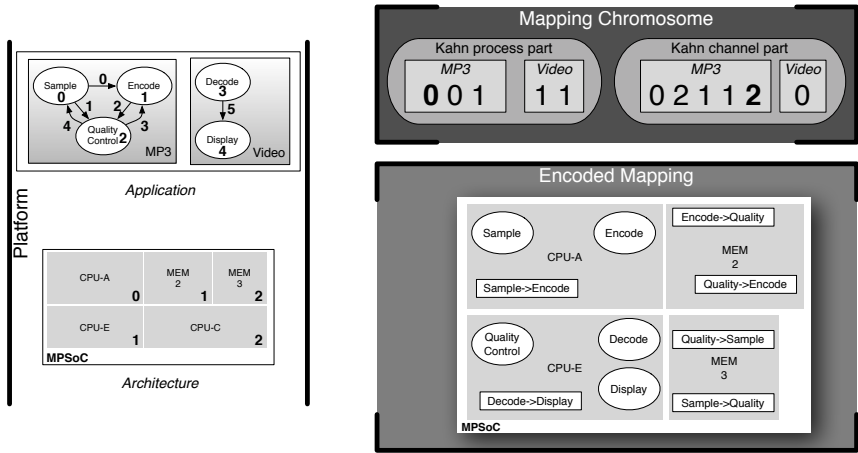 Platform
Sample
0
0
Encode
1
1
2
4
3
Quality
Control 2
MP3
Decode
3
5
Display
4
Video
Application
CPU-A
0
MEM
2
1
MEM
3
2
CPU-E
1
CPU-C
2
MPSoC
Architecture
Mapping Chromosome
Kahn process part
MP3
0 0 1
Video
1 1
Kahn channel part
MP3
0 2 1 1 2
Video
0
Encoded Mapping
Sample
Encode
CPU-A
Sample->Encode
Encode->Quality
MEM
2
Quality->Encode
Quality
Control
Decode
CPU-E
Display
Decode->Display
Quality->Sample
MEM
3
Sample->Quality
MPSoC